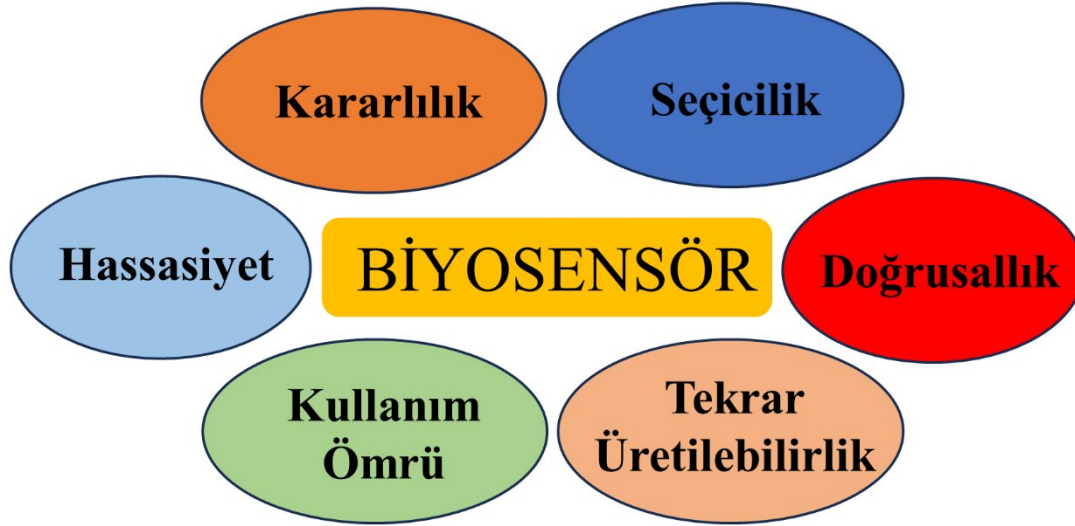 Kararlılık
Seçicilik
Hassasiyet
BİYOSENSÖR
Doğrusallık
Kullanım
Ömrü
Tekrar
Üretilebilirlik